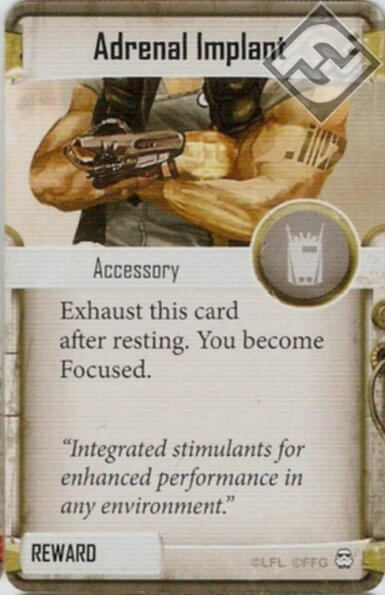 Adrenal Implant
Accessory
Exhaust this card
after resting. You become
Focused.
“Integrated stimulants for
enhanced performance in
any environment.”
REWARD
©LFL ©FFG